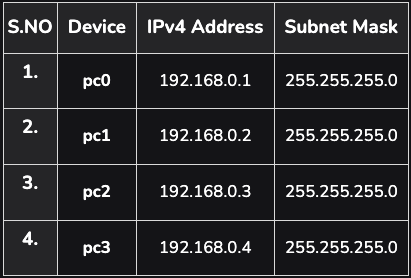 S.NO Device IPv4 Address Subnet Mask
1. pc0 192.168.0.1 255.255.255.0
2. pc1 192.168.0.2 255.255.255.0
3. pc2 192.168.0.3 255.255.255.0
4. pc3 192.168.0.4 255.255.255.0